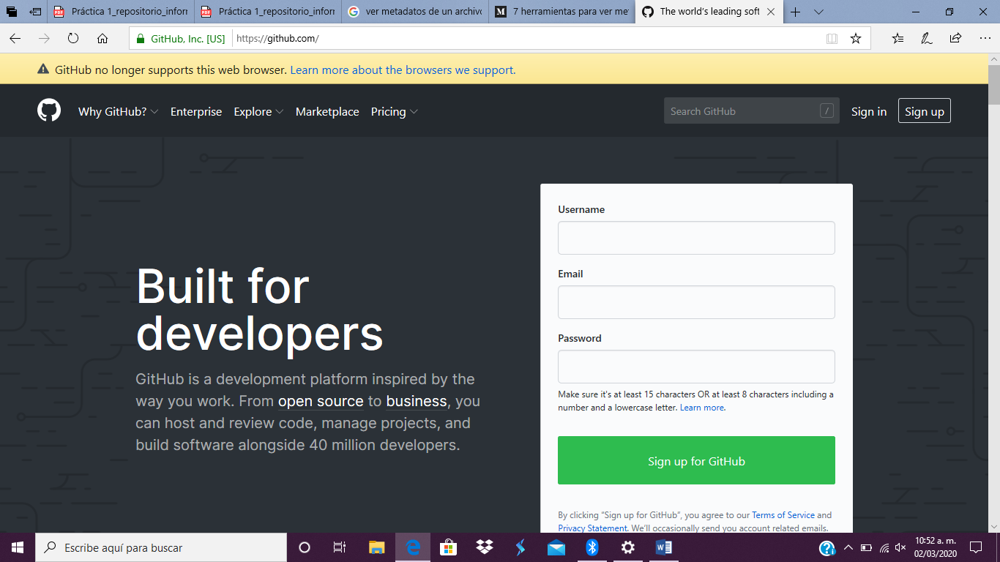 Práctica 1_repositorio_inforr
Práctica 1_repositorio_inforr
ver metadatos de un archivo
7 herramientas para ver me
The world's leading soft
GitHub, Inc. [US]
https://github.com/
GitHub no longer supports this web browser. Learn more about the browsers we support.
Why GitHub?
Enterprise
Explore
Marketplace
Pricing
Search GitHub
/
Sign in
Sign up
Built for
developers
GitHub is a development platform inspired by the
way you work. From open source to business, you
can host and review code, manage projects, and
build software alongside 40 million developers.
Username
Email
Password
Make sure it's at least 15 characters OR at least 8 characters including a
number and a lowercase letter. Learn more.
Sign up for GitHub
By clicking “Sign up for GitHub”, you agree to our Terms of Service and
Privacy Statement. We'll occasionally send you account related emails.
Escribe aquí para buscar
10:52 a. m.
02/03/2020